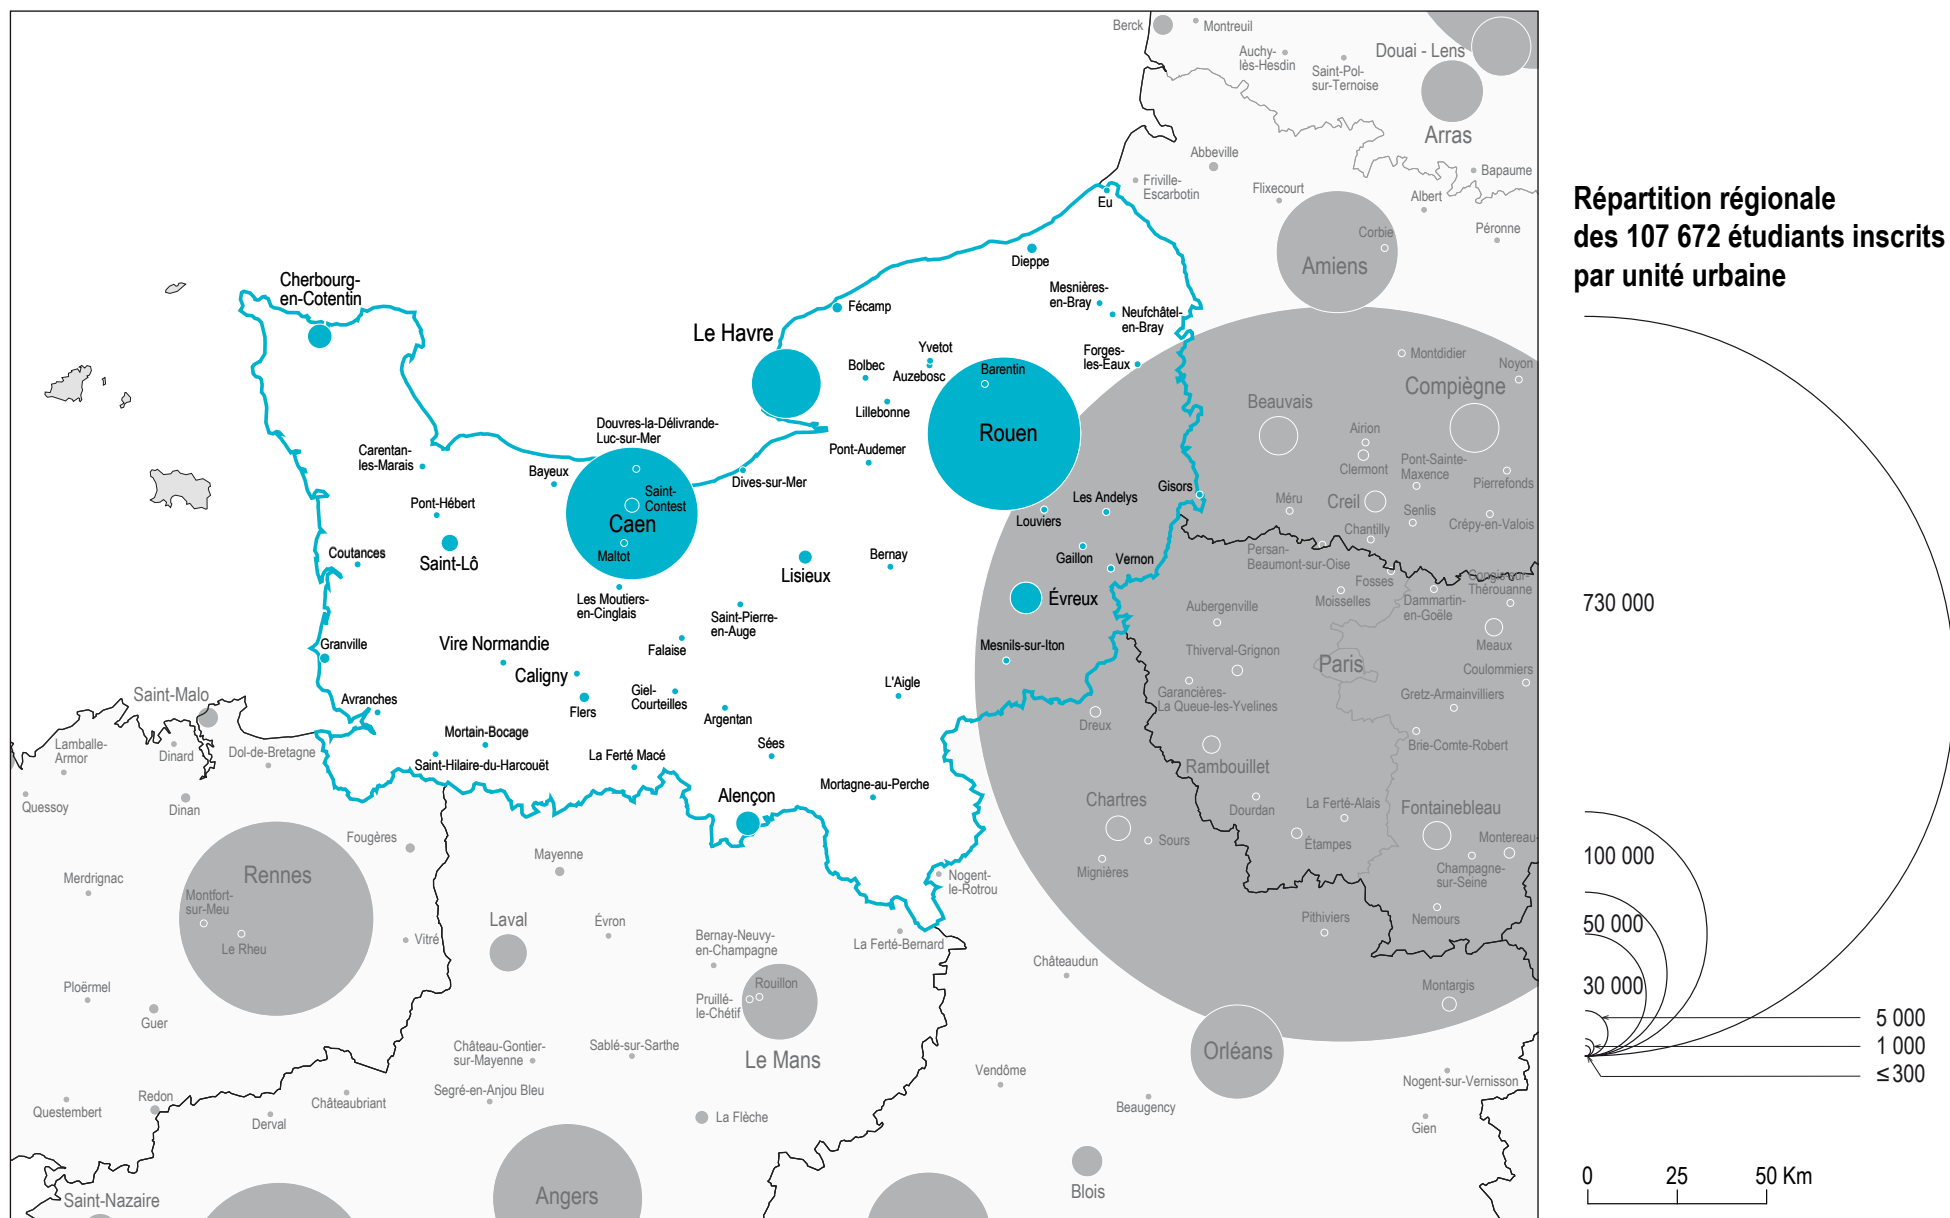 Répartition régionale
des 107 672 étudiants inscrits
par unité urbaine
730 000
100 000
50 000
30 000
5 000
1 000
≤ 300
0 25 50 Km
Berck
Montreuil
Auchy-
lès-Hesdin
Saint-Pol-
sur-Ternoise
Douai - Lens
Arras
Bapaume
Abbeville
Friville-
Escarbotin
Flixecourt
Albert
Péronne
Corbie
Amiens
Eu
Dieppe
Mesnières-
en-Bray
Neufchâtel-
en-Bray
Forges-
les-Eaux
Cherbourg-
en-Cotentin
Fécamp
Le Havre
Yvetot
Bolbec
Auzebosc
Lillebonne
Barentin
Rouen
Montdidier
Noyon
Compiègne
Beauvais
Airion
Clermont
Pont-Sainte-
Maxence
Pierrefonds
Creil
Méru
Senlis
Chantilly
Crépy-en-Valois
Douvres-la-Délivrande-
Luc-sur-Mer
Carentan-
les-Marais
Bayeux
Pont-Audemer
Dives-sur-Mer
Saint-
Contest
Caen
Maltot
Pont-Hébert
Saint-Lô
Coutances
Lisieux
Bernay
Louviers
Les Andelys
Gisors
Gaillon
Vernon
Évreux
Mesnils-sur-Iton
Persan-
Beaumont-sur-Oise
Fosses
Moisselles
Congis-sur-
Thérouanne
Dammartin-
en-Goële
Meaux
Aubergenville
Thiverval-Grignon
Paris
Coulommiers
Garancières-
La Queue-les-Yvelines
Gretz-Armainvilliers
Dreux
Brie-Comte-Robert
Rambouillet
Les Moutiers-
en-Cinglais
Saint-Pierre-
en-Auge
Falaise
Granville
Vire Normandie
Caligny
Flers
Giel-
Courteilles
Argentan
L'Aigle
Avranches
Mortain-Bocage
Saint-Hilaire-du-Harcouët
La Ferté Macé
Sées
Alençon
Mortagne-au-Perche
Saint-Malo
Lamballe-
Armor
Dinard
Dol-de-Bretagne
Quessoy
Dinan
Fougères
Rennes
Merdrignac
Montfort-
sur-Meu
Le Rheu
Vitré
Mayenne
Laval
Évron
Bernay-Neuvy-
en-Champagne
Rouillon
Pruillé-
le-Chétif
Le Mans
La Ferté-Bernard
Nogent-
le-Rotrou
Chartres
Sours
Mignières
Dourdan
La Ferté-Alais
Étampes
Fontainebleau
Montereau-
Champagne-
sur-Seine
Nemours
Pithiviers
Châteaudun
Montargis
Orléans
Ploërmel
Guer
Château-Gontier-
sur-Mayenne
Sablé-sur-Sarthe
Segré-en-Anjou Bleu
Questembert
Redon
Derval
Châteaubriant
La Flèche
Vendôme
Beaugency
Nogent-sur-Vernisson
Gien
Saint-Nazaire
Angers
Blois